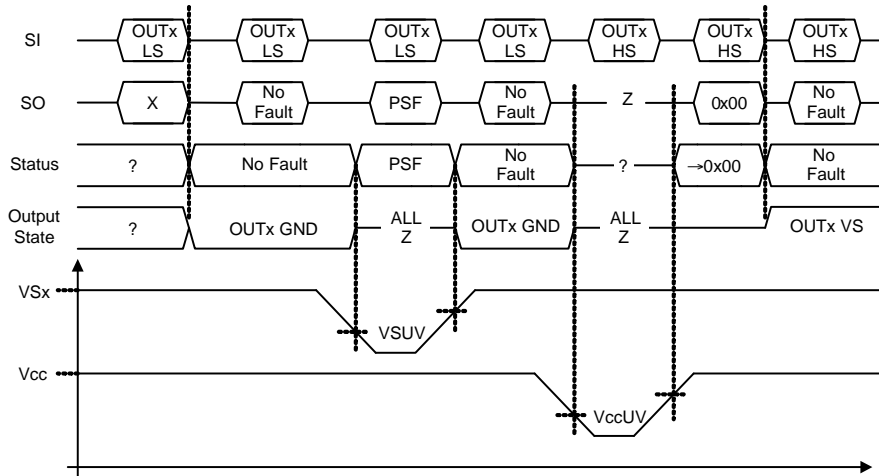 SI
OUTx
LS
OUTx
LS
OUTx
LS
OUTx
LS
OUTx
HS
OUTx
HS
OUTx
HS
SO
X
No
Fault
PSF
No
Fault
Z
0x00
No
Fault
Status
?
No Fault
PSF
No
Fault
?
→0x00
No
Fault
Output
State
?
OUTx GND
ALL
Z
OUTx GND
ALL
Z
OUTx VS
VSx
VSUV
Vcc
VccUV